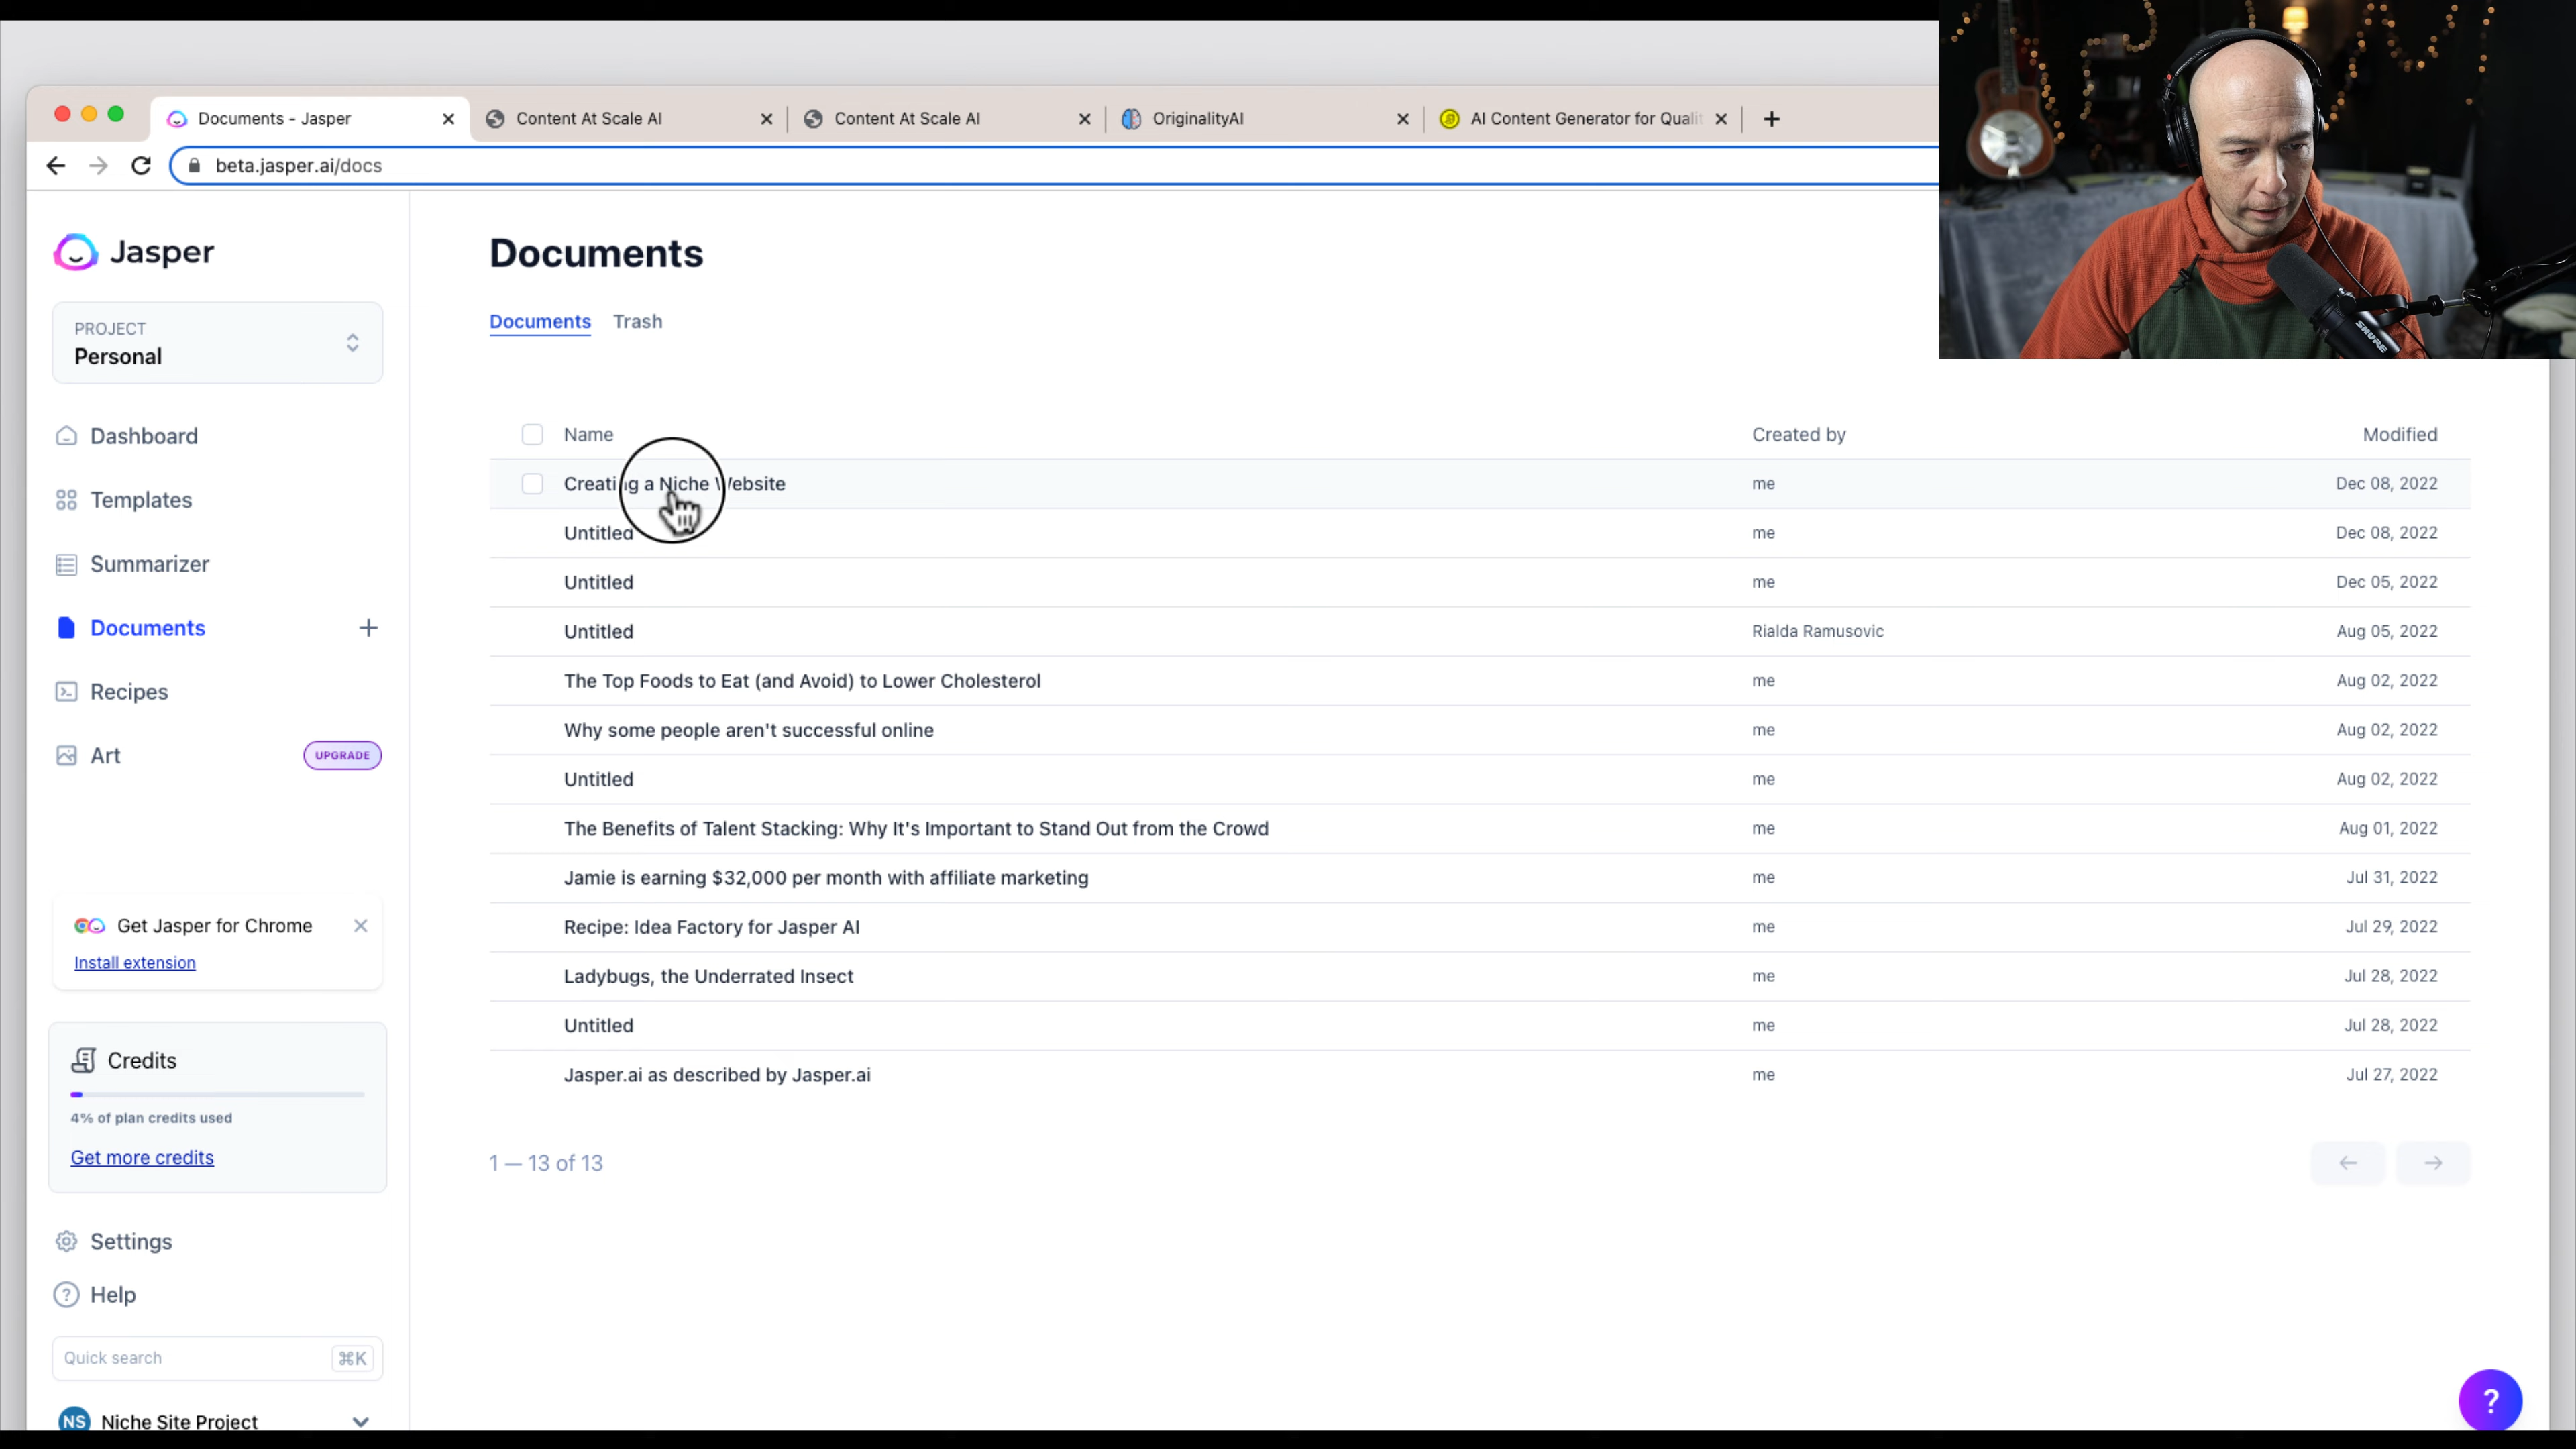 Documents - Jasper
Content At Scale AI
Content At Scale AI
OriginalityAI
AI Content Generator for Qualit
beta.jasper.ai/docs
Jasper
PROJECT
Personal
Dashboard
Templates
Summarizer
Documents
Recipes
Art UPGRADE
Get Jasper for Chrome
Install extension
Credits
4% of plan credits used
Get more credits
Settings
Help
Quick search ⌘K
NS Niche Site Project
Documents
Documents Trash
Name Created by Modified
Creating a Niche Website me Dec 08, 2022
Untitled me Dec 08, 2022
Untitled me Dec 05, 2022
Untitled Rialda Ramusovic Aug 05, 2022
The Top Foods to Eat (and Avoid) to Lower Cholesterol me Aug 02, 2022
Why some people aren't successful online me Aug 02, 2022
Untitled me Aug 02, 2022
The Benefits of Talent Stacking: Why It's Important to Stand Out from the Crowd me Aug 01, 2022
Jamie is earning $32,000 per month with affiliate marketing me Jul 31, 2022
Recipe: Idea Factory for Jasper AI me Jul 29, 2022
Ladybugs, the Underrated Insect me Jul 28, 2022
Untitled me Jul 28, 2022
Jasper.ai as described by Jasper.ai me Jul 27, 2022
1 — 13 of 13
?
SHURE